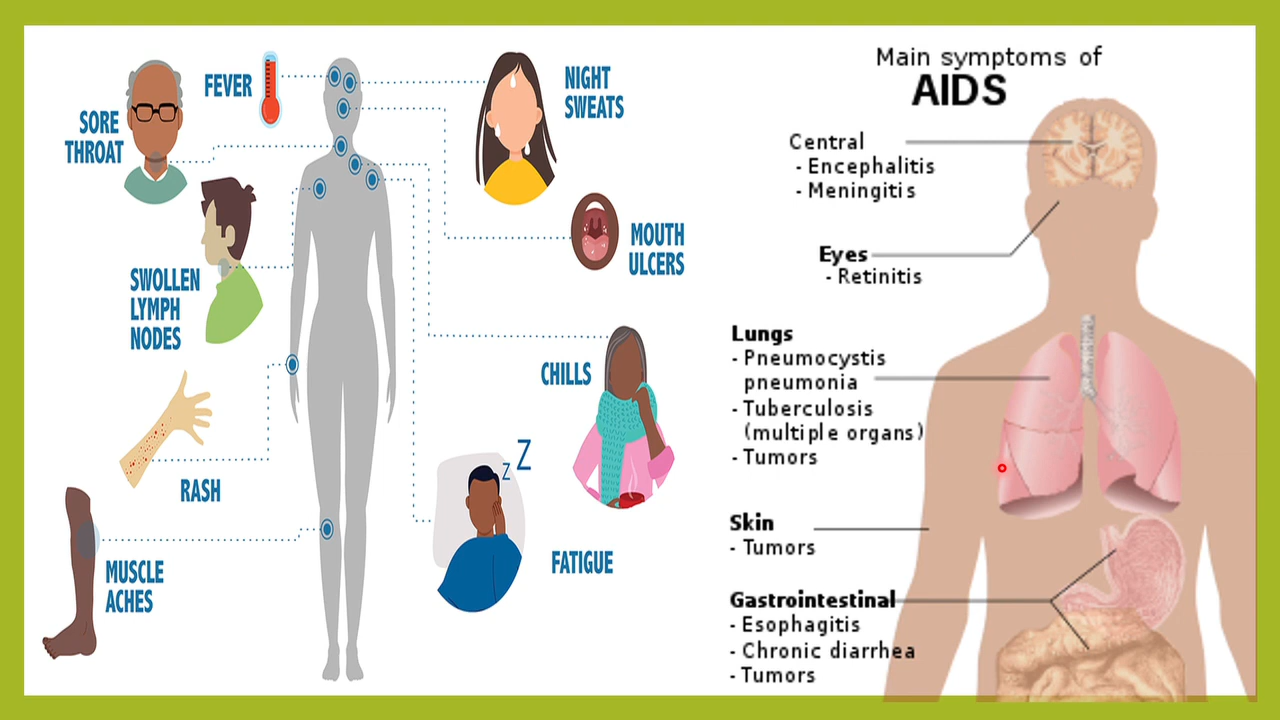 FEVER
SORE
THROAT
SWOLLEN
LYMPH
NODES
RASH
MUSCLE
ACHES
NIGHT
SWEATS
MOUTH
ULCERS
CHILLS
z Z
FATIGUE
Main symptoms of
AIDS
Central
- Encephalitis
- Meningitis
Eyes
- Retinitis
Lungs
- Pneumocystis
pneumonia
- Tuberculosis
(multiple organs)
- Tumors
Skin
- Tumors
Gastrointestinal
- Esophagitis
- Chronic diarrhea
- Tumors